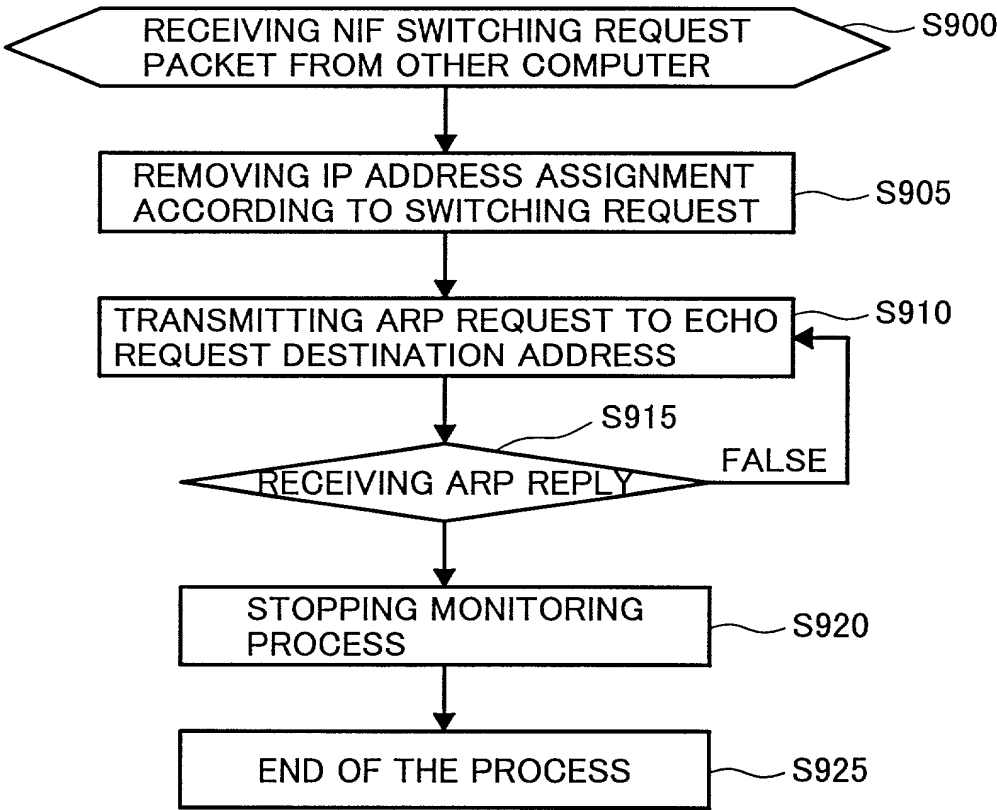 RECEIVING NIF SWITCHING REQUEST
PACKET FROM OTHER COMPUTER
S900
REMOVING IP ADDRESS ASSIGNMENT
ACCORDING TO SWITCHING REQUEST
S905
TRANSMITTING ARP REQUEST TO ECHO
REQUEST DESTINATION ADDRESS
S910
S915
RECEIVING ARP REPLY
FALSE
STOPPING MONITORING
PROCESS
S920
END OF THE PROCESS
S925